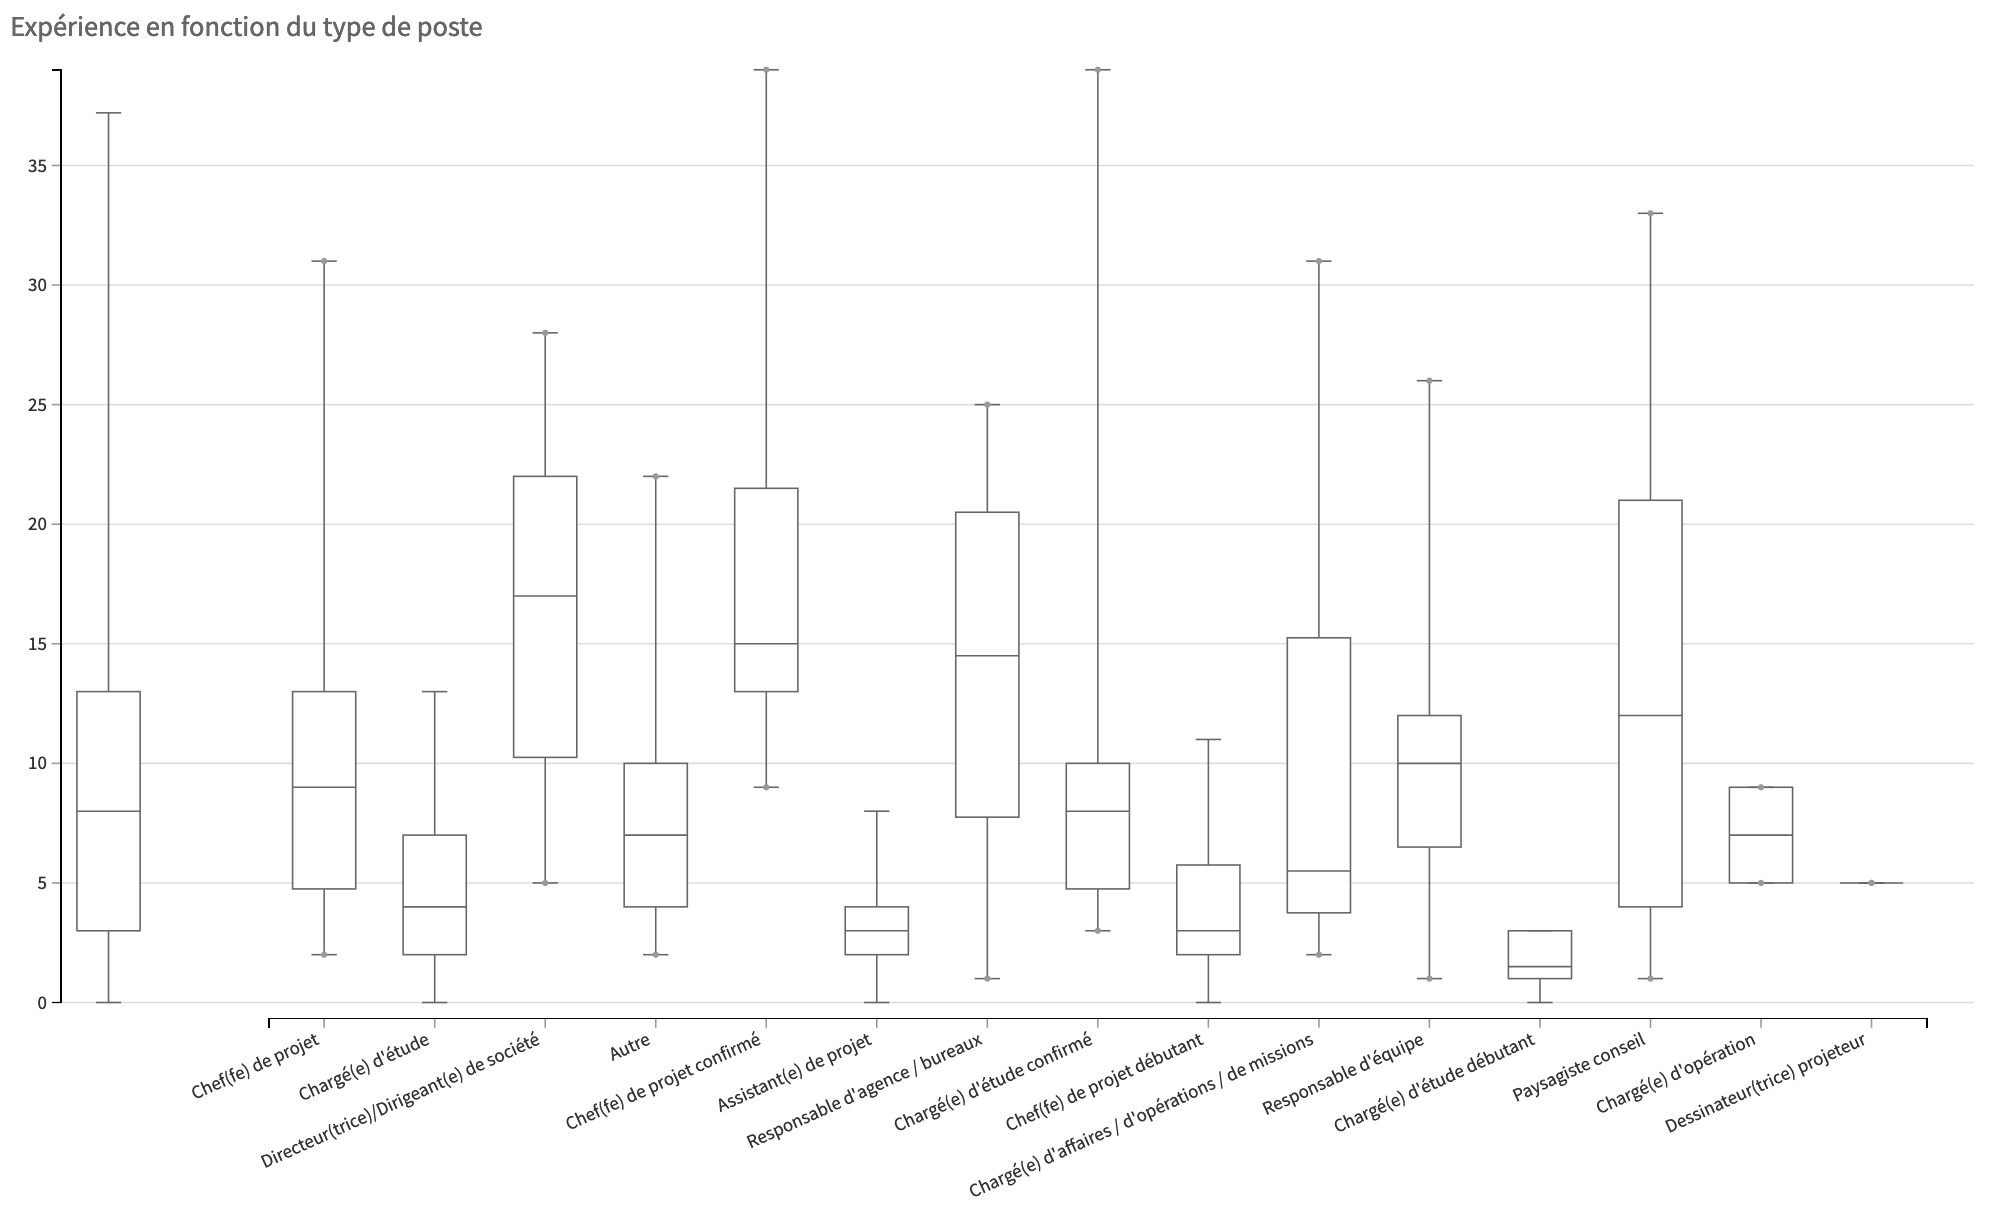 Expérience en fonction du type de poste
35
30
25
20
15
10
5
0
Chef(fe) de projet
Chargé(e) d'étude
Directeur(trice)/Dirigeant(e) de société
Autre
Chef(fe) de projet confirmé
Assistant(e) de projet
Responsable d'agence / bureaux
Chargé(e) d'étude confirmé
Chef(fe) de projet débutant
Chargé(e) d'affaires / d'opérations / de missions
Responsable d'équipe
Chargé(e) d'étude débutant
Paysagiste conseil
Chargé(e) d'opération
Dessinateur(trice) projeteur